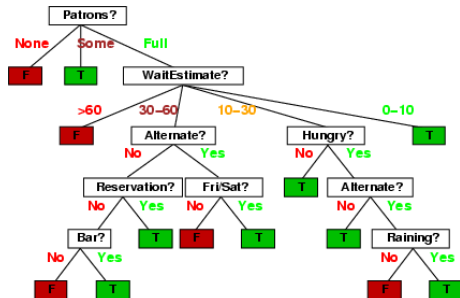 Patrons?
None Some Full
F T WaitEstimate?
>60 30-60 10-30 0-10
F Alternate? Hungry? T
No Yes No Yes
Reservation? Fri/Sat? T Alternate?
No Yes No Yes No Yes
Bar? T F T T Raining?
No Yes No Yes
F T F T